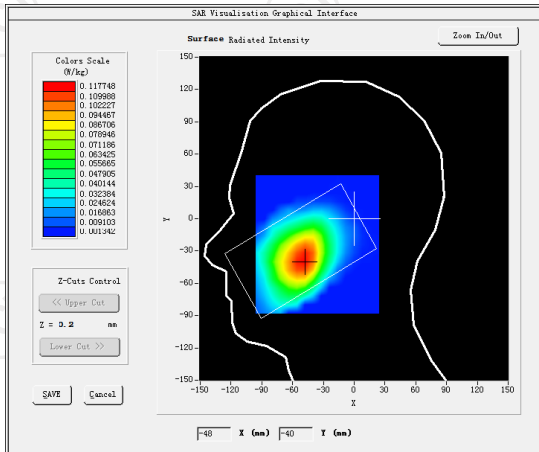 SAR Visualisation Graphical Interface
Surface Radiated Intensity
Zoom In/Out
Colors Scale
(W/kg)
0.117748
0.109988
0.102227
0.094467
0.086706
0.078946
0.071186
0.063425
0.055665
0.047905
0.040144
0.032384
0.024624
0.016863
0.009103
0.001342
Z-Cuts Control
<< Upper Cut
Z = 0.2 mm
Lower Cut >>
SAVE Cancel
150
120
90
60
30
0
-30
-60
-90
-120
-150
Y
-150 -120 -90 -60 -30 0 30 60 90 120 150
X
-48 X (mm) -40 Y (mm)